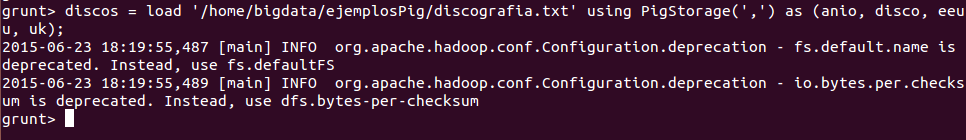 grunt> discos = load '/home/bigdata/ejemplosPig/discografia.txt' using PigStorage(',') as (anio, disco, eeu
u, uk);
2015-06-23 18:19:55,487 [main] INFO  org.apache.hadoop.conf.Configuration.deprecation - fs.default.name is
deprecated. Instead, use fs.defaultFS
2015-06-23 18:19:55,489 [main] INFO  org.apache.hadoop.conf.Configuration.deprecation - io.bytes.per.checks
um is deprecated. Instead, use dfs.bytes-per-checksum
grunt>